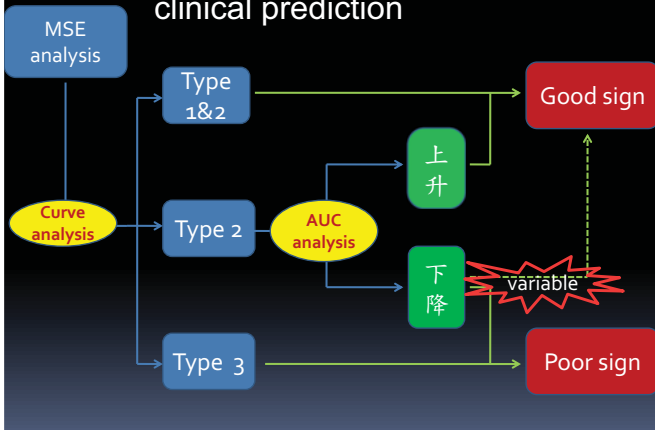 clinical prediction
MSE
analysis
Type
1&2
Good sign
上
升
Curve
analysis
Type 2
AUC
analysis
下
降
variable
Type 3
Poor sign